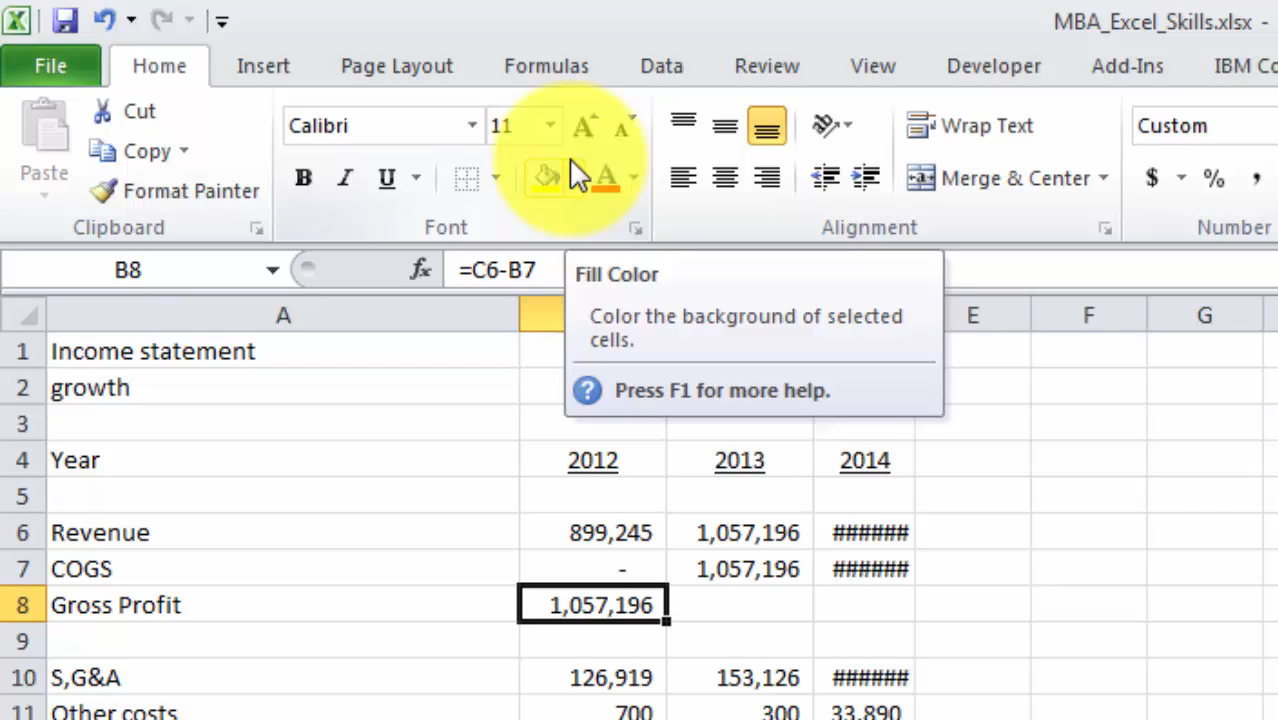 MBA_Excel_Skills.xlsx -
File Home Insert Page Layout Formulas Data Review View Developer Add-Ins IBM Co
Paste
Cut
Copy
Format Painter
Clipboard
Calibri 11 A A
B I U A
Font
Wrap Text
Merge & Center
Alignment
Custom
$ % ,
Number
B8 fx =C6-B7
Fill Color
Color the background of selected
cells.
? Press F1 for more help.
A E F G
1 Income statement
2 growth
3
4 Year 2012 2013 2014
5
6 Revenue 899,245 1,057,196 ######
7 COGS - 1,057,196 ######
8 Gross Profit 1,057,196
9
10 S,G&A 126,919 153,126 ######
11 Other costs 700 300 33,890